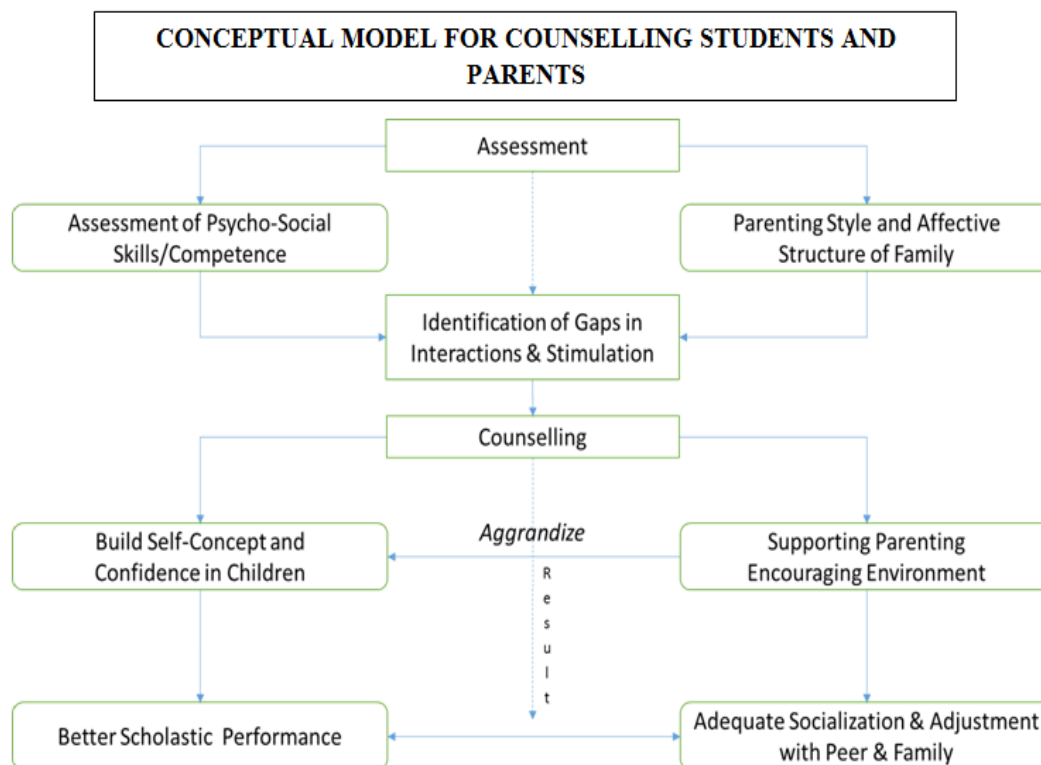 CONCEPTUAL MODEL FOR COUNSELLING STUDENTS AND
PARENTS
Assessment
Assessment of Psycho-Social
Skills/Competence
Parenting Style and Affective
Structure of Family
Identification of Gaps in
Interactions & Stimulation
Counselling
Build Self-Concept and
Confidence in Children
Aggrandize
Supporting Parenting
Encouraging Environment
Result
Better Scholastic Performance
Adequate Socialization & Adjustment
with Peer & Family